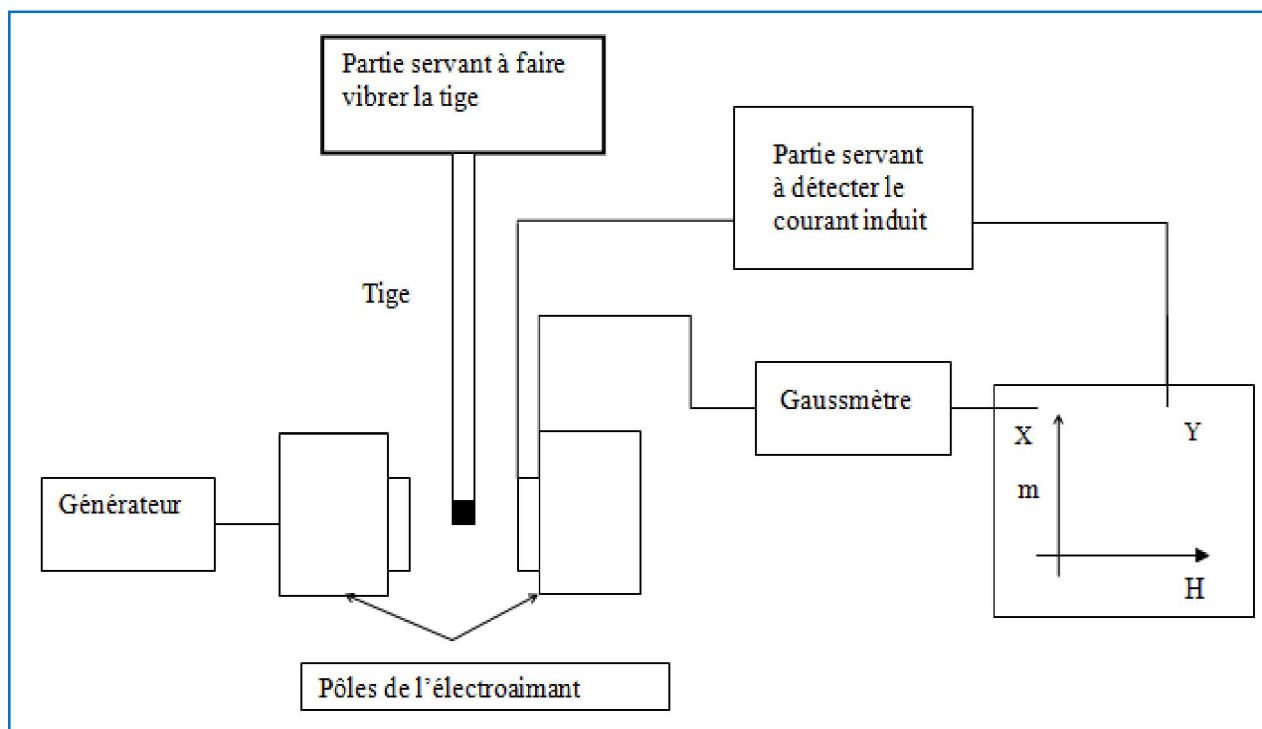 Partie servant à faire
vibrer la tige
Partie servant
à détecter le
courant induit
Tige
Gaussmètre
X
Y
m
H
Générateur
Pôles de l’électroaimant